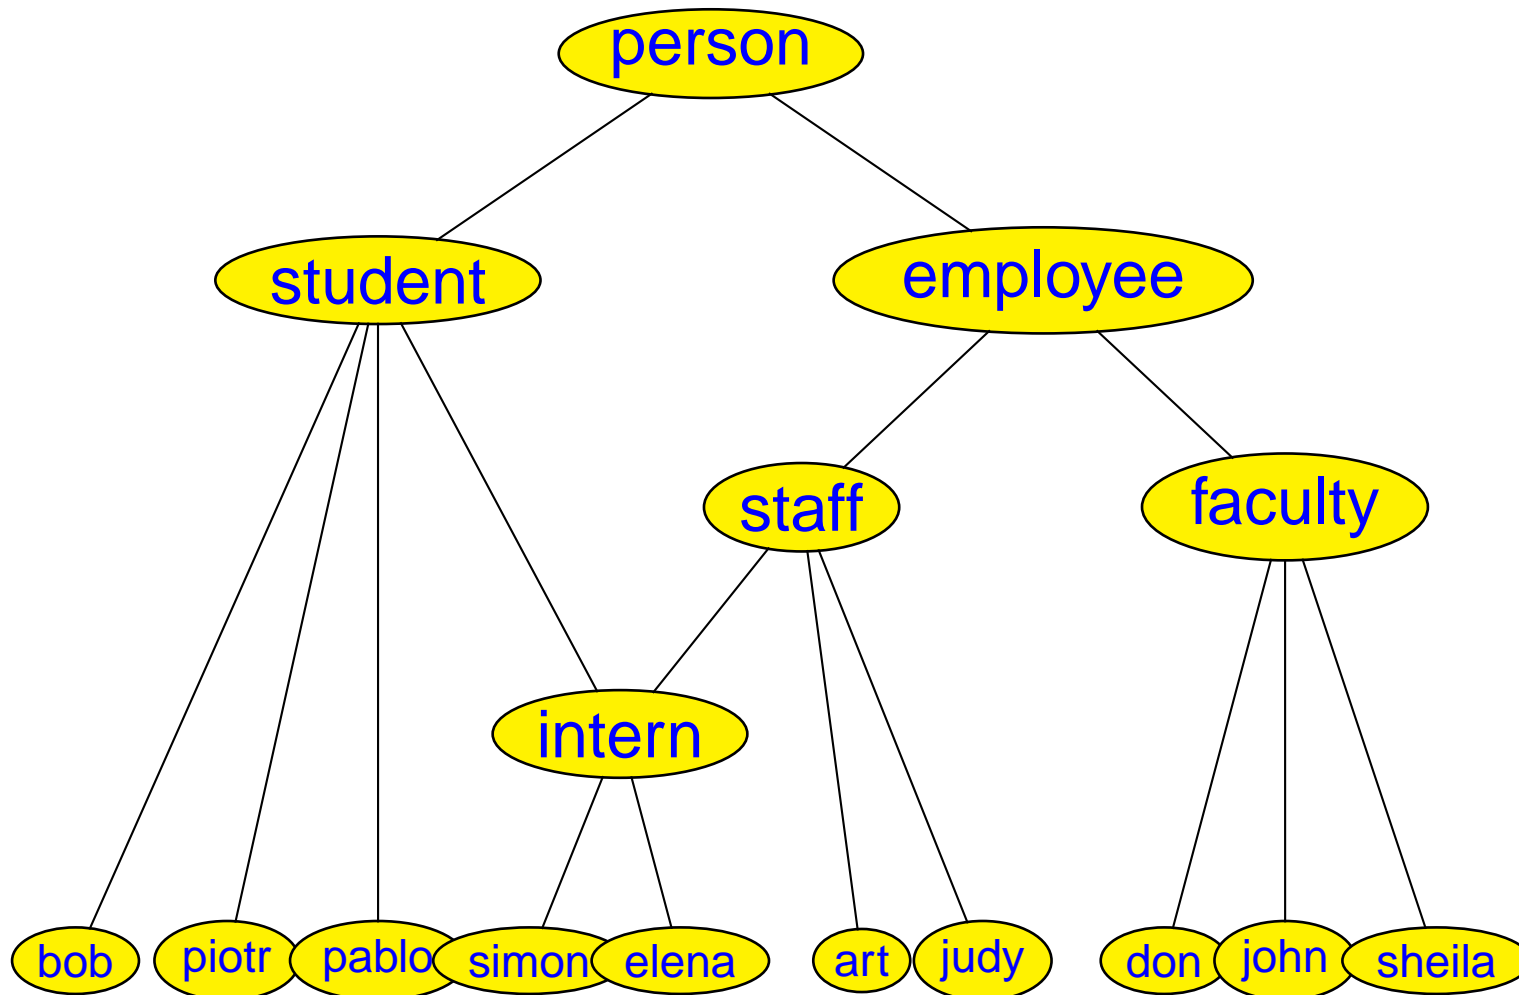 person
student
employee
staff
faculty
intern
bob
piotr
pablo
simon
elena
art
judy
don
john
sheila